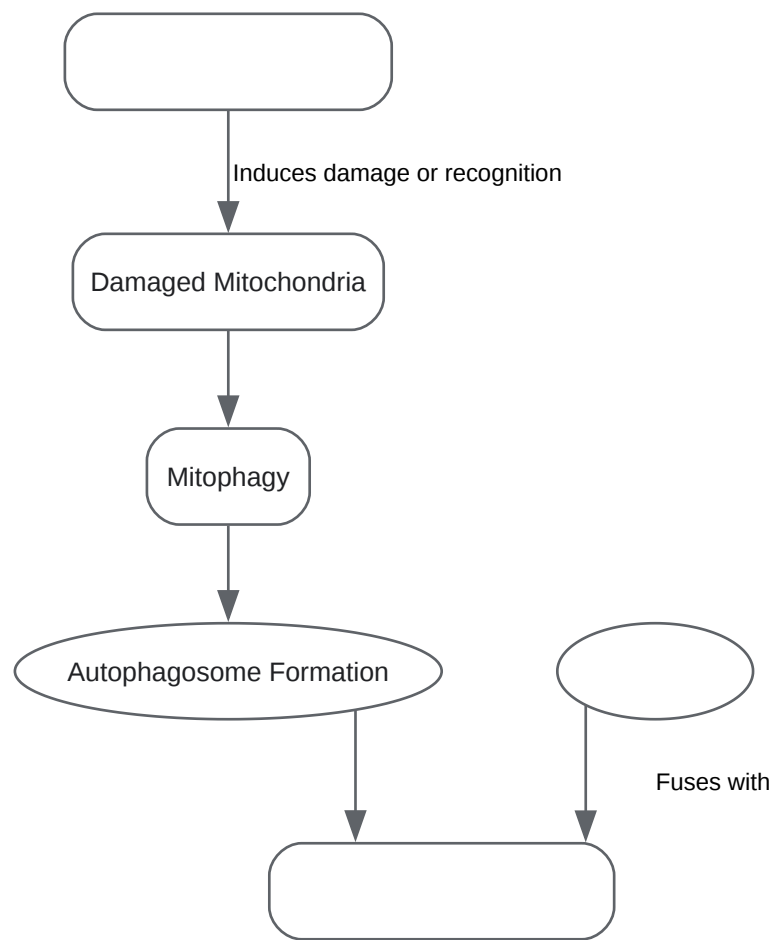 Induces damage or recognition
Damaged Mitochondria
Mitophagy
Autophagosome Formation
Fuses with